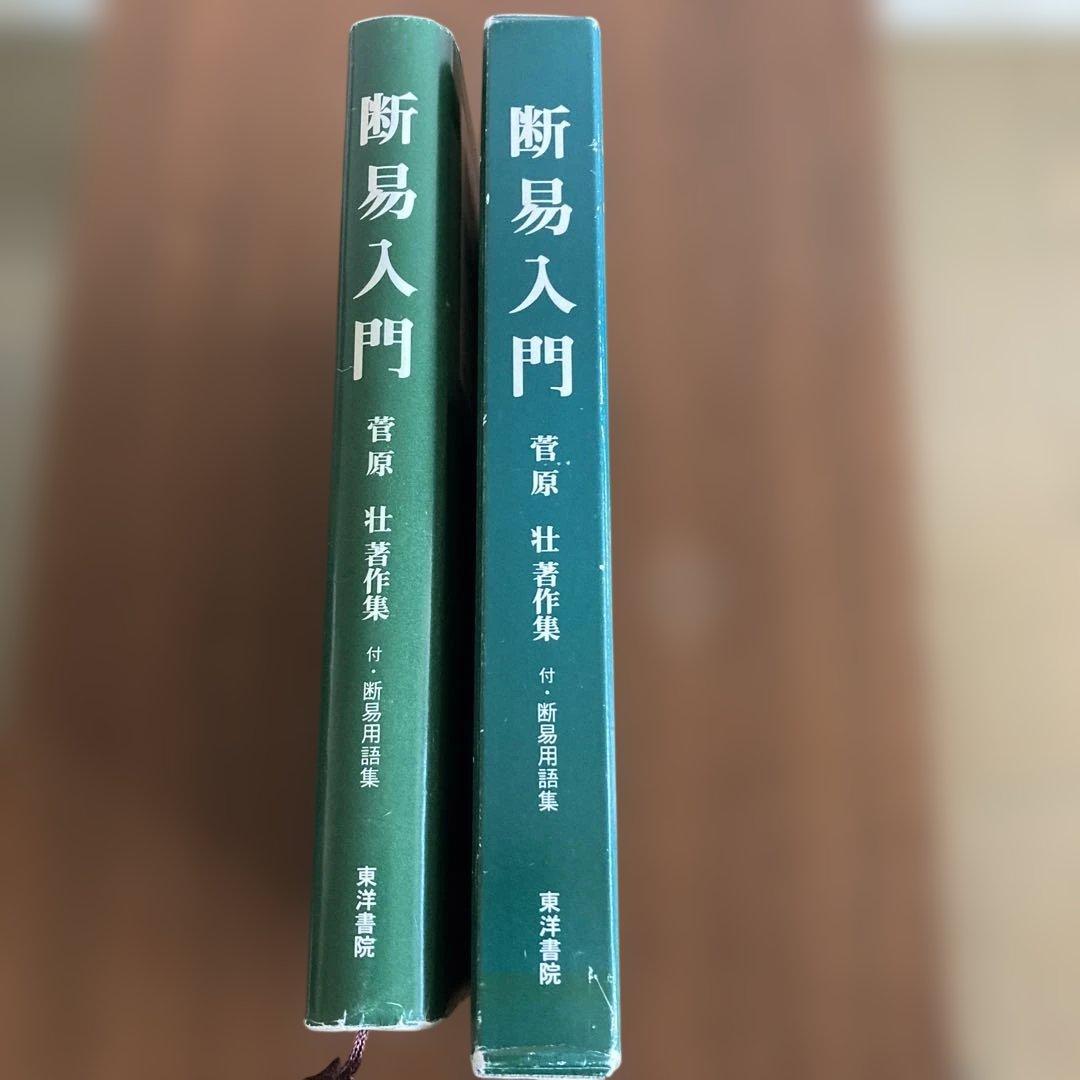 断易入門
菅原 壮 著作集
付・断易用語集
東洋書院
断易入門
菅原 壮 著作集
付・断易用語集
東洋書院